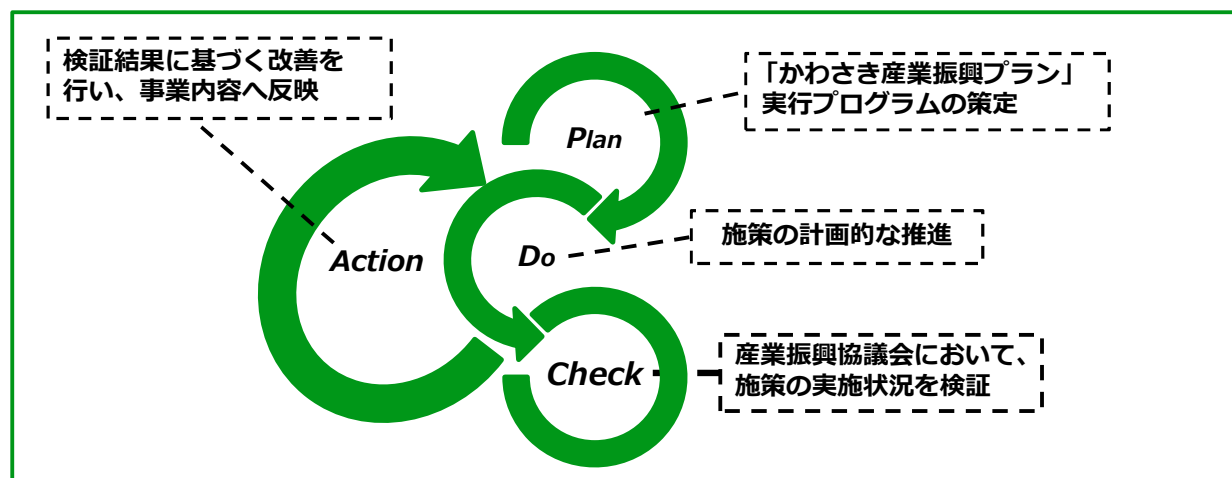 検証結果に基づく改善を
行い、事業内容へ反映
「かわさき産業振興プラン」
実行プログラムの策定
Plan
施策の計画的な推進
Action
Do
産業振興協議会において、
施策の実施状況を検証
Check